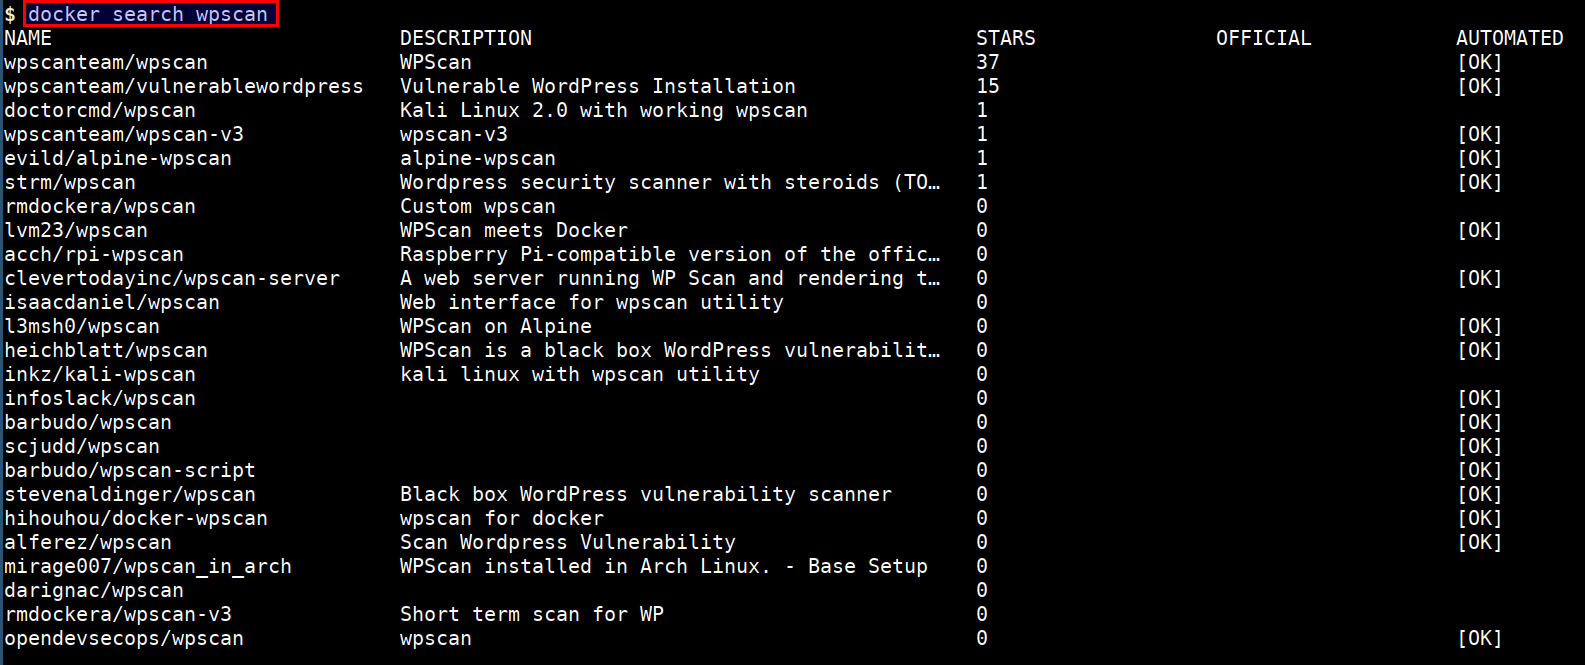 $ docker search wpscan
NAME DESCRIPTION STARS OFFICIAL AUTOMATED
wpscanteam/wpscan WPScan 37 [OK]
wpscanteam/vulnerablewordpress Vulnerable WordPress Installation 15 [OK]
doctorcmd/wpscan Kali Linux 2.0 with working wpscan 1
wpscanteam/wpscan-v3 wpscan-v3 1 [OK]
evild/alpine-wpscan alpine-wpscan 1 [OK]
strm/wpscan Wordpress security scanner with steroids (TO… 1 [OK]
rmdockera/wpscan Custom wpscan 0
lvm23/wpscan WPScan meets Docker 0 [OK]
acch/rpi-wpscan Raspberry Pi-compatible version of the offic… 0
clevertodayinc/wpscan-server A web server running WP Scan and rendering t… 0 [OK]
isaacdaniel/wpscan Web interface for wpscan utility 0
l3msh0/wpscan WPScan on Alpine 0 [OK]
heichblatt/wpscan WPScan is a black box WordPress vulnerabilit… 0 [OK]
inkz/kali-wpscan kali linux with wpscan utility 0
infoslack/wpscan 0 [OK]
barbudo/wpscan 0 [OK]
scjudd/wpscan 0 [OK]
barbudo/wpscan-script 0 [OK]
stevenaldinger/wpscan Black box WordPress vulnerability scanner 0 [OK]
hihouhou/docker-wpscan wpscan for docker 0 [OK]
alferez/wpscan Scan Wordpress Vulnerability 0 [OK]
mirage007/wpscan_in_arch WPScan installed in Arch Linux. - Base Setup 0
darignac/wpscan 0
rmdockera/wpscan-v3 Short term scan for WP 0
opendevsecops/wpscan wpscan 0 [OK]